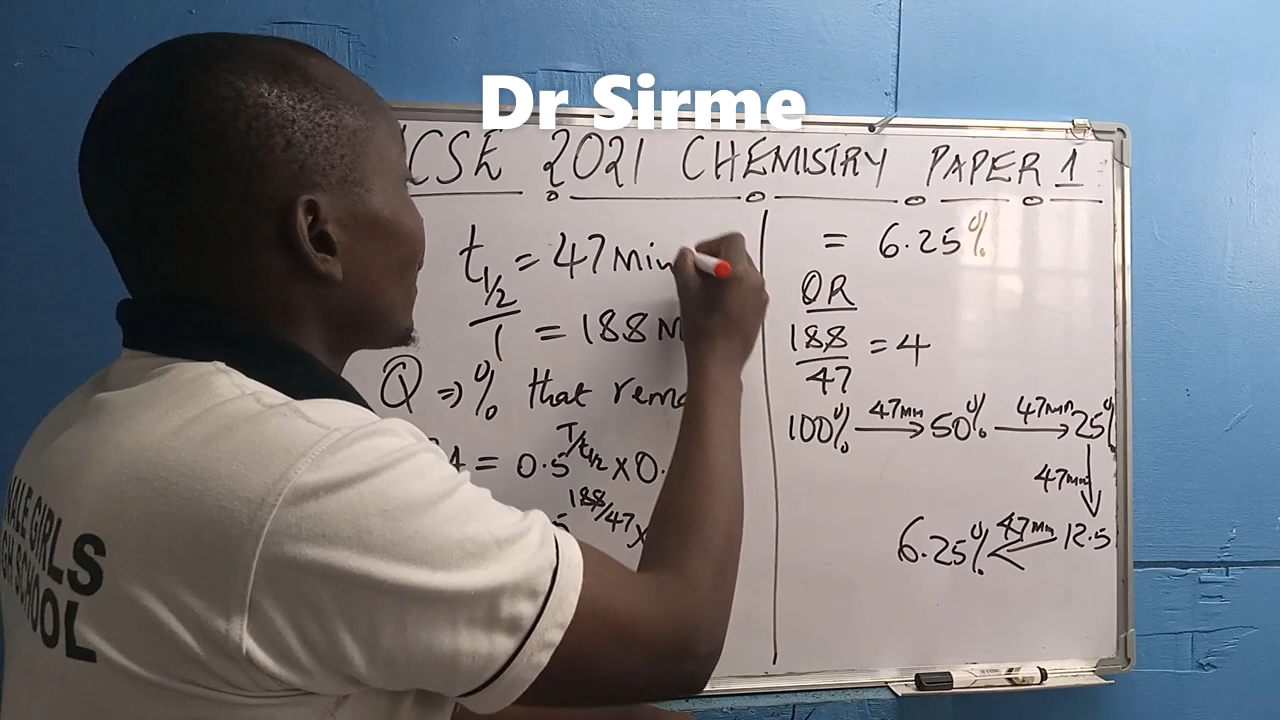 Dr Sirme
CSE 2021 CHEMISTRY PAPER 1
t½ = 47 Min
T = 188 M
Q ⇒ % that rema
A = 0.5^T/t½ x 0.
188/47 x
= 6.25%
OR
188/47 = 4
100% 47Min → 50% 47min → 25%
47min ↓
6.25% ← 47Min 12.5
NALE GIRLS
GH SCHOOL